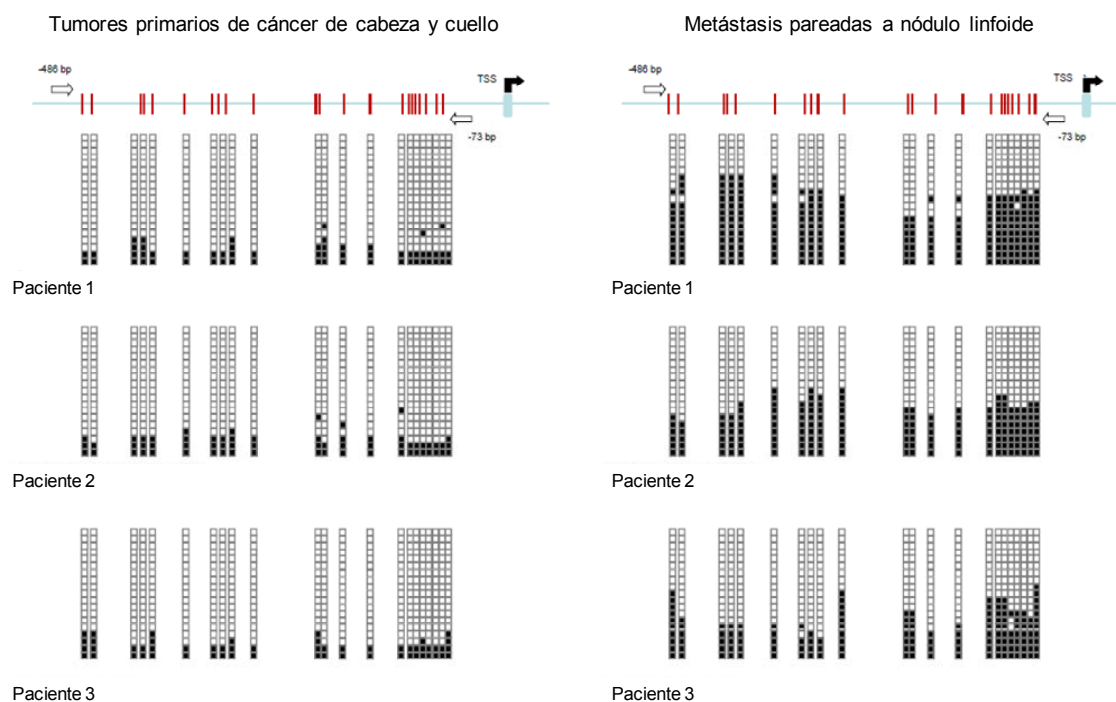 Tumores primarios de cáncer de cabeza y cuello
Metástasis pareadas a nódulo linfoide
-486 bp
TSS
-73 bp
-486 bp
TSS
-73 bp
Paciente 1
Paciente 1
Paciente 2
Paciente 2
Paciente 3
Paciente 3